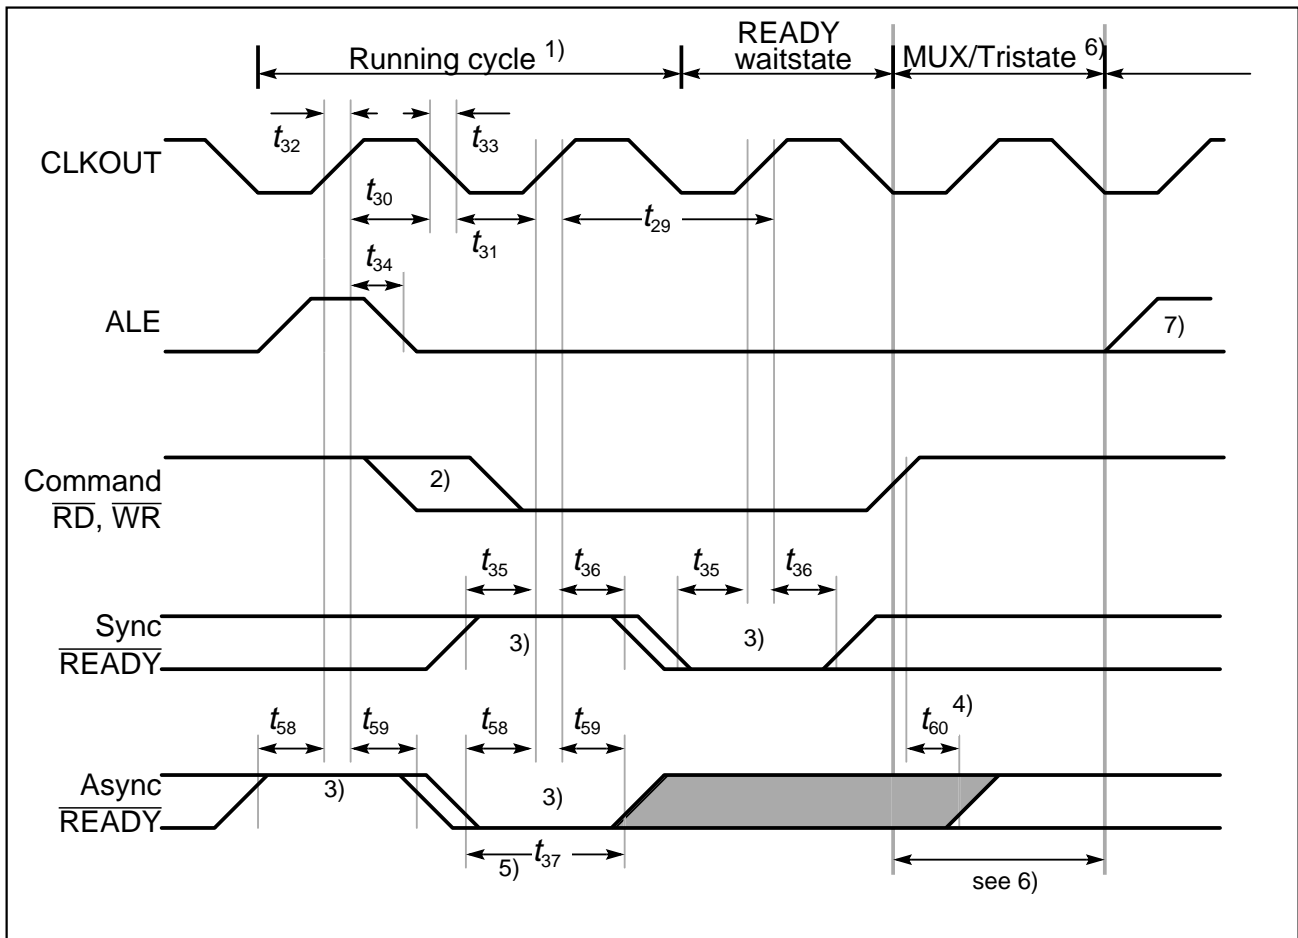 READY
Running cycle 1) waitstate MUX/Tristate 6)
t32 t33
CLKOUT
t30 t31 t29
t34
ALE 7)
Command 2)
RD, WR
t35 t36 t35 t36
Sync 3) 3)
READY
t58 t59 t58 t59 t60 4)
Async 3) 3)
READY
5) t37
see 6)